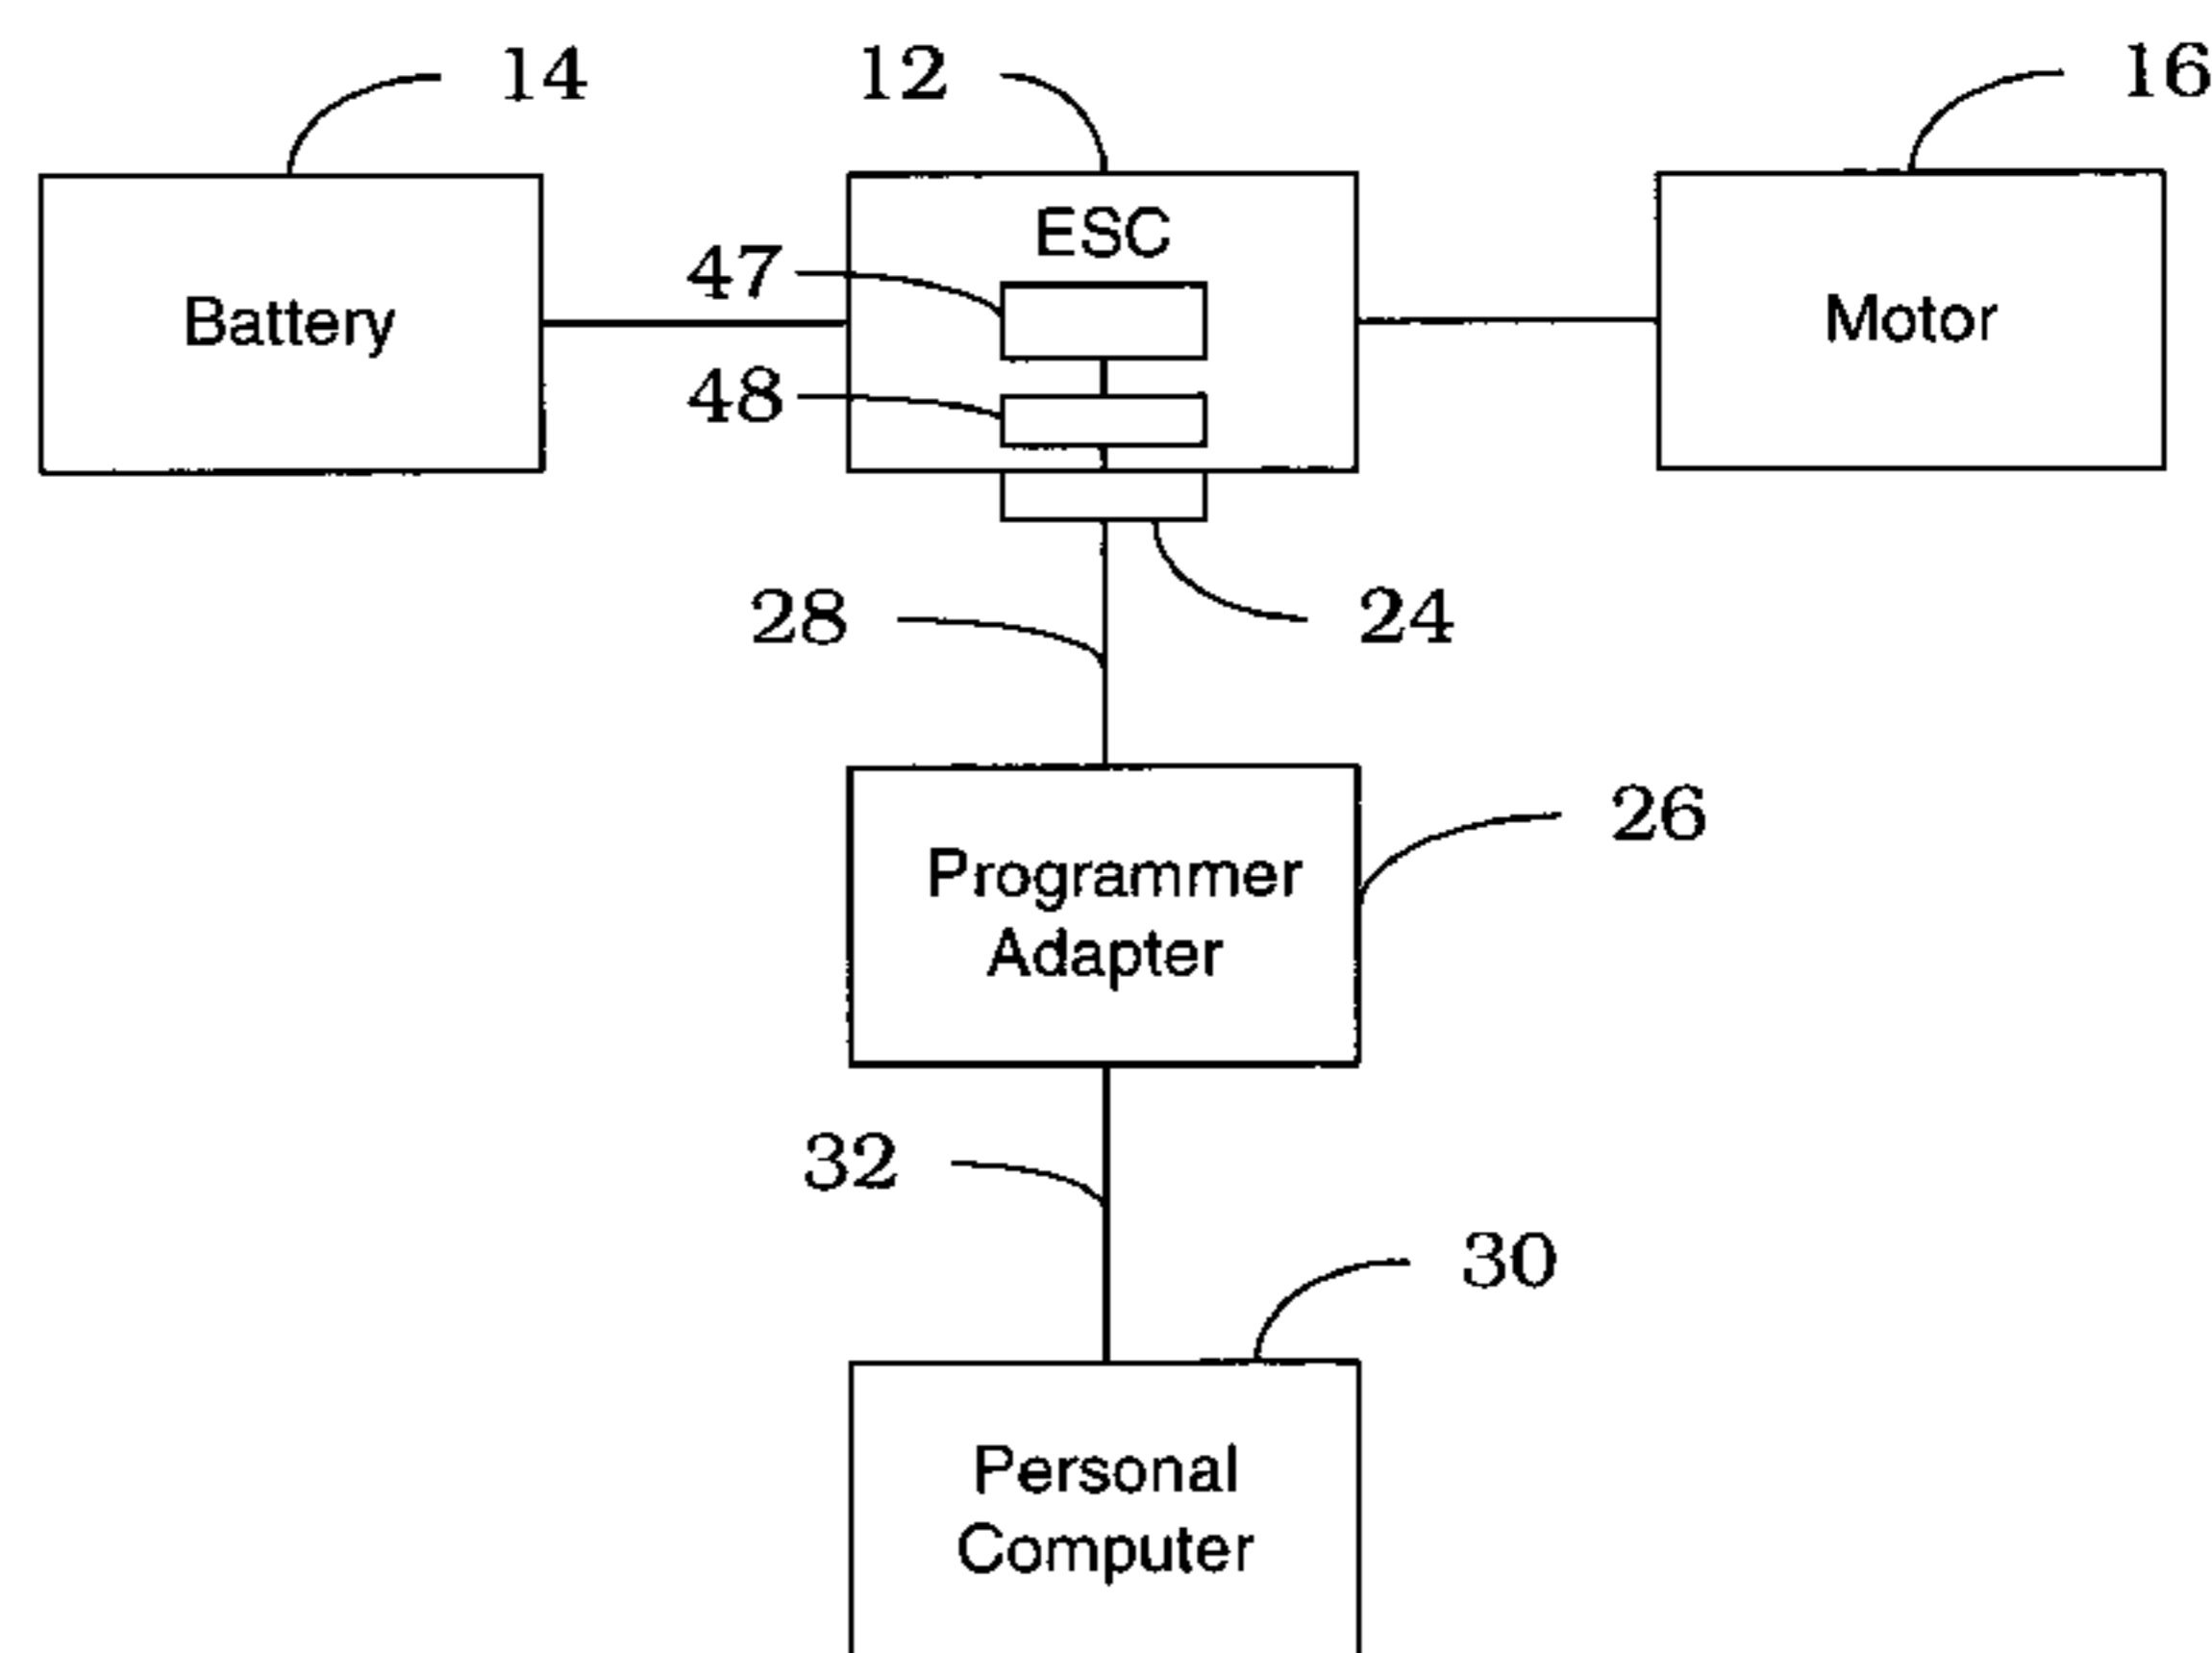 14
12
16
ESC
47
Battery
Motor
48
28
24
26
Programmer
Adapter
32
30
Personal
Computer